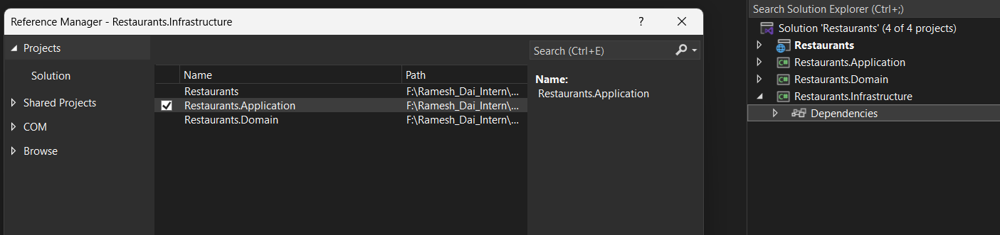 Reference Manager - Restaurants.Infrastructure ?
Projects
Solution
Shared Projects
COM
Browse
Name Path
Restaurants F:\Ramesh_Dai_Intern\...
Restaurants.Application F:\Ramesh_Dai_Intern\...
Restaurants.Domain F:\Ramesh_Dai_Intern\...
Search (Ctrl+E)
Name:
Restaurants.Application
Search Solution Explorer (Ctrl+;)
Solution 'Restaurants' (4 of 4 projects)
Restaurants
C# Restaurants.Application
C# Restaurants.Domain
C# Restaurants.Infrastructure
Dependencies